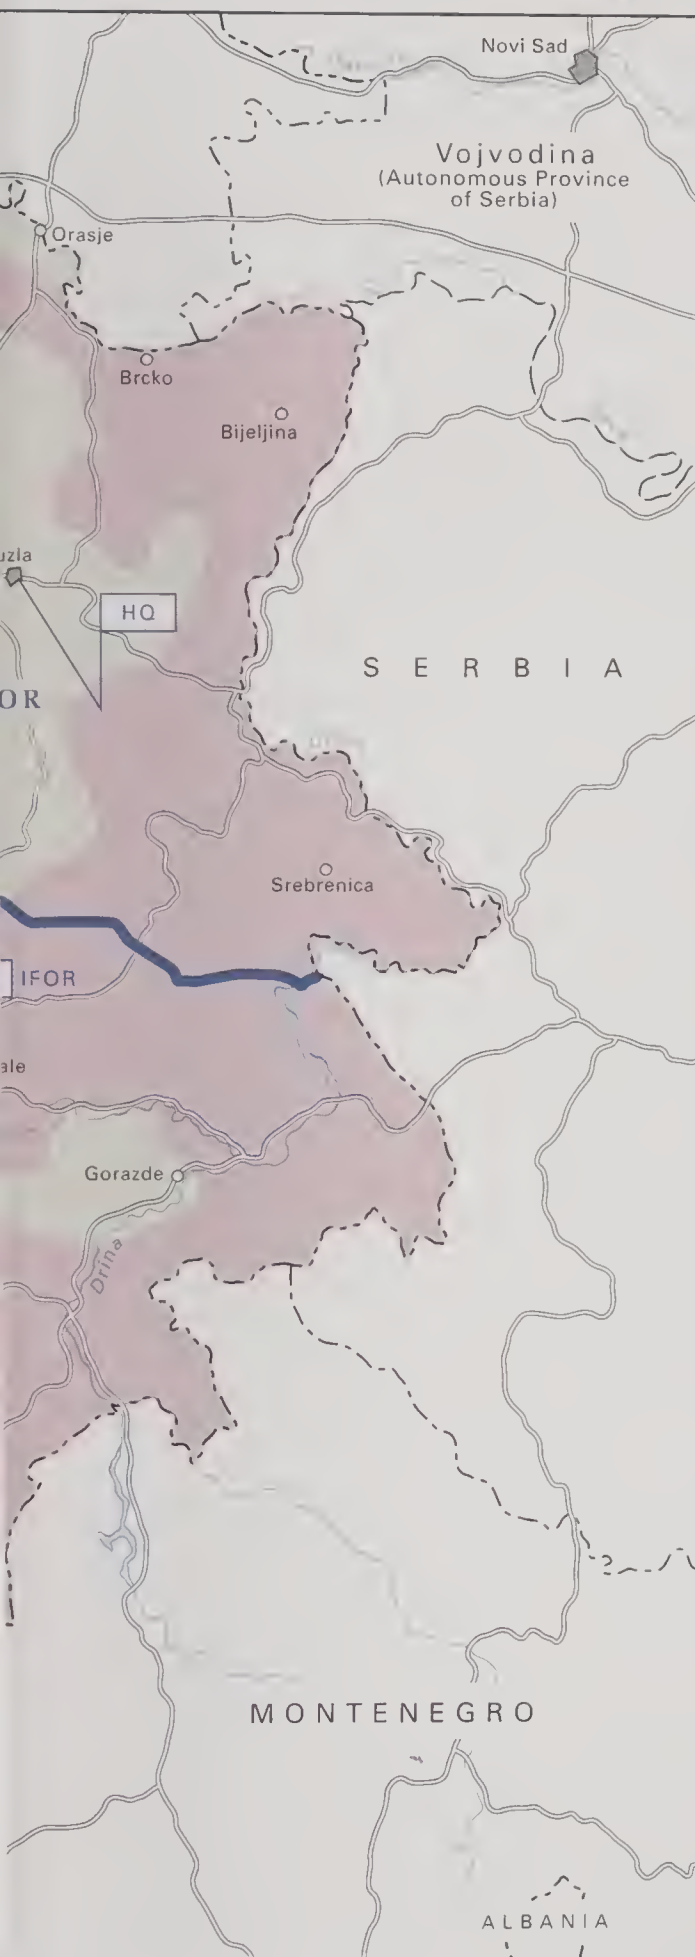 Novi Sad
Vojvodina
(Autonomous Province
of Serbia)
Orasje
Brcko
Bijeljina
uzla
HQ
SERBIA
OR
Srebrenica
IFOR
ale
Gorazde
Drina
MONTENEGRO
ALBANIA